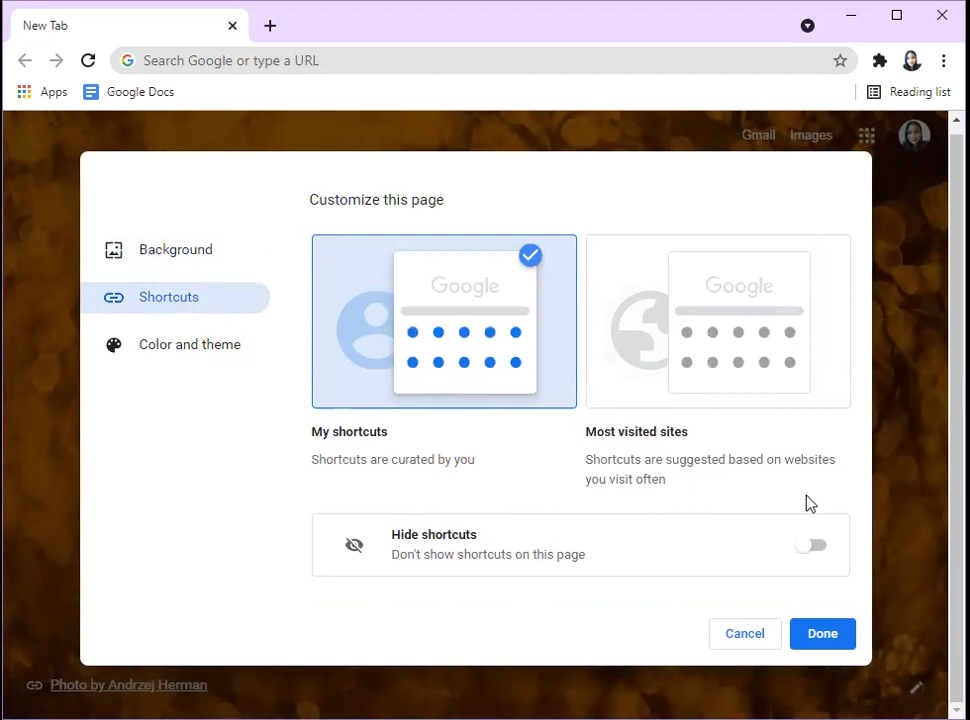 New Tab
Search Google or type a URL
Apps
Google Docs
Reading list
Gmail
Images
Customize this page
Background
Shortcuts
Color and theme
Google
Google
My shortcuts
Shortcuts are curated by you
Most visited sites
Shortcuts are suggested based on websites
you visit often
Hide shortcuts
Don't show shortcuts on this page
Cancel
Done
Photo by Andrzej Herman